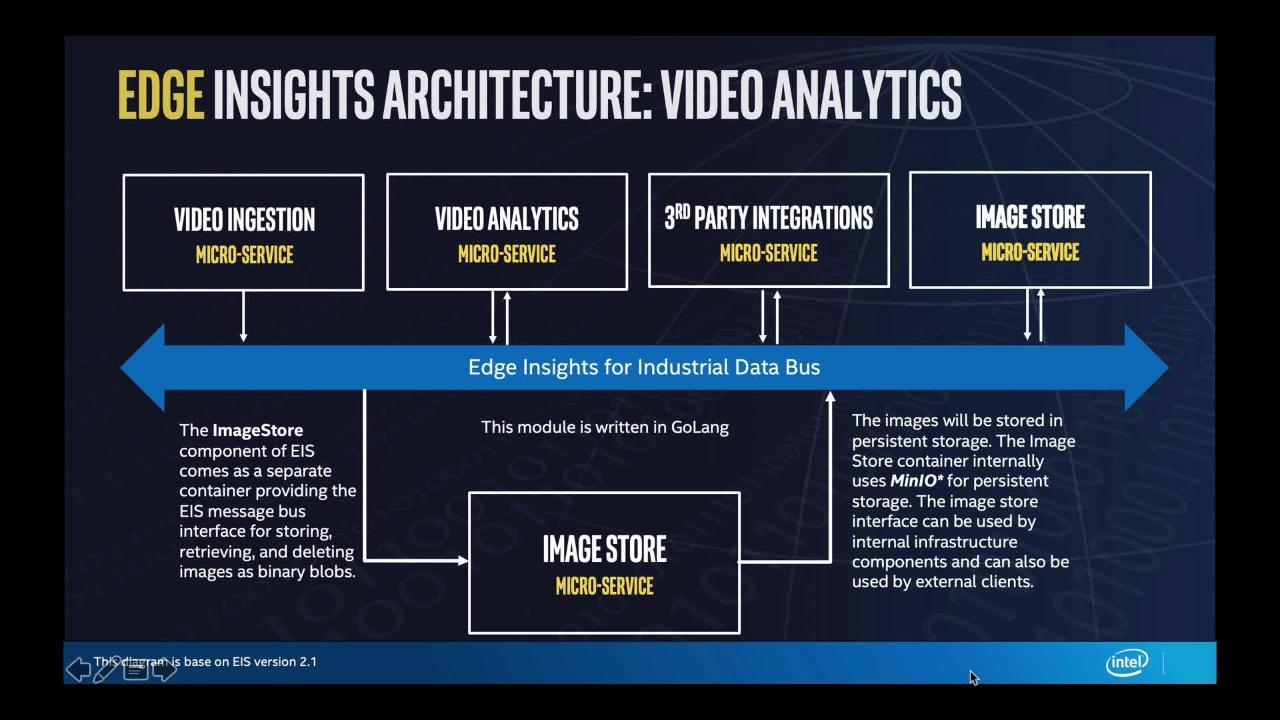 EDGE INSIGHTS ARCHITECTURE: VIDEO ANALYTICS
VIDEO INGESTION
MICRO-SERVICE
VIDEO ANALYTICS
MICRO-SERVICE
3RD PARTY INTEGRATIONS
MICRO-SERVICE
IMAGE STORE
MICRO-SERVICE
Edge Insights for Industrial Data Bus
The ImageStore
component of EIS
comes as a separate
container providing the
EIS message bus
interface for storing,
retrieving, and deleting
images as binary blobs.
This module is written in GoLang
IMAGE STORE
MICRO-SERVICE
The images will be stored in
persistent storage. The Image
Store container internally
uses MinIO* for persistent
storage. The image store
interface can be used by
internal infrastructure
components and can also be
used by external clients.
This diagram is base on EIS version 2.1
intel